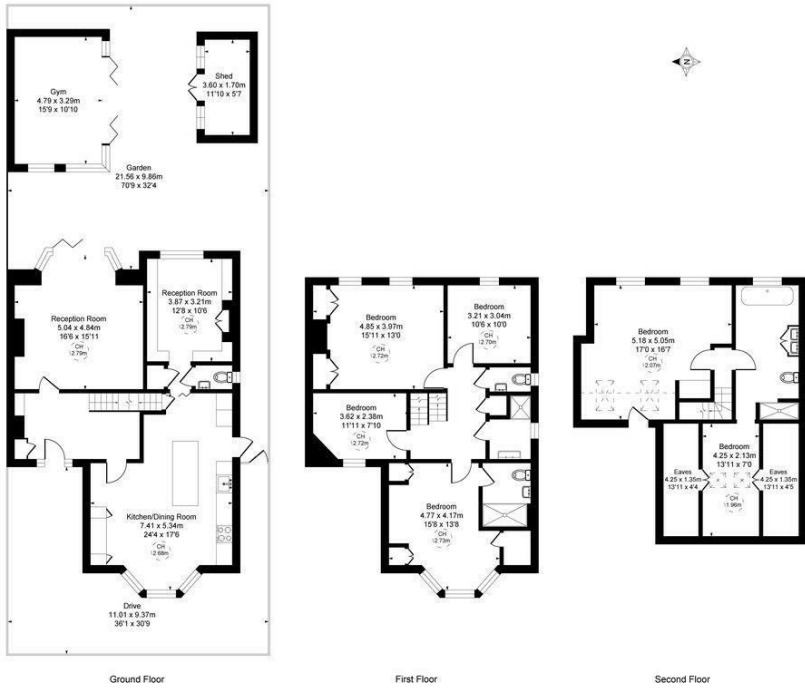 Gym
4.79 x 3.29m
15'9 x 10'10
Shed
3.60 x 1.70m
11'10 x 5'7
N
Garden
21.56 x 9.86m
70'9 x 32'4
Reception Room
3.87 x 3.21m
12'8 x 10'6
CH
2.79m
Reception Room
5.04 x 4.84m
16'6 x 15'11
CH
2.79m
Kitchen/Dining Room
7.41 x 5.34m
24'4 x 17'6
CH
2.68m
Drive
11.01 x 9.37m
36'1 x 30'9
Ground Floor
Bedroom
4.85 x 3.97m
15'11 x 13'0
CH
2.72m
Bedroom
3.21 x 3.04m
10'6 x 10'0
CH
2.70m
Bedroom
3.62 x 2.38m
11'11 x 7'10
CH
2.72m
Bedroom
4.77 x 4.17m
15'8 x 13'8
CH
2.73m
First Floor
Bedroom
5.18 x 5.05m
17'0 x 16'7
CH
2.07m
Bedroom
4.25 x 2.13m
13'11 x 7'0
CH
1.96m
Eaves
4.25 x 1.35m
13'11 x 4'4
Eaves
4.25 x 1.35m
13'11 x 4'5
Second Floor